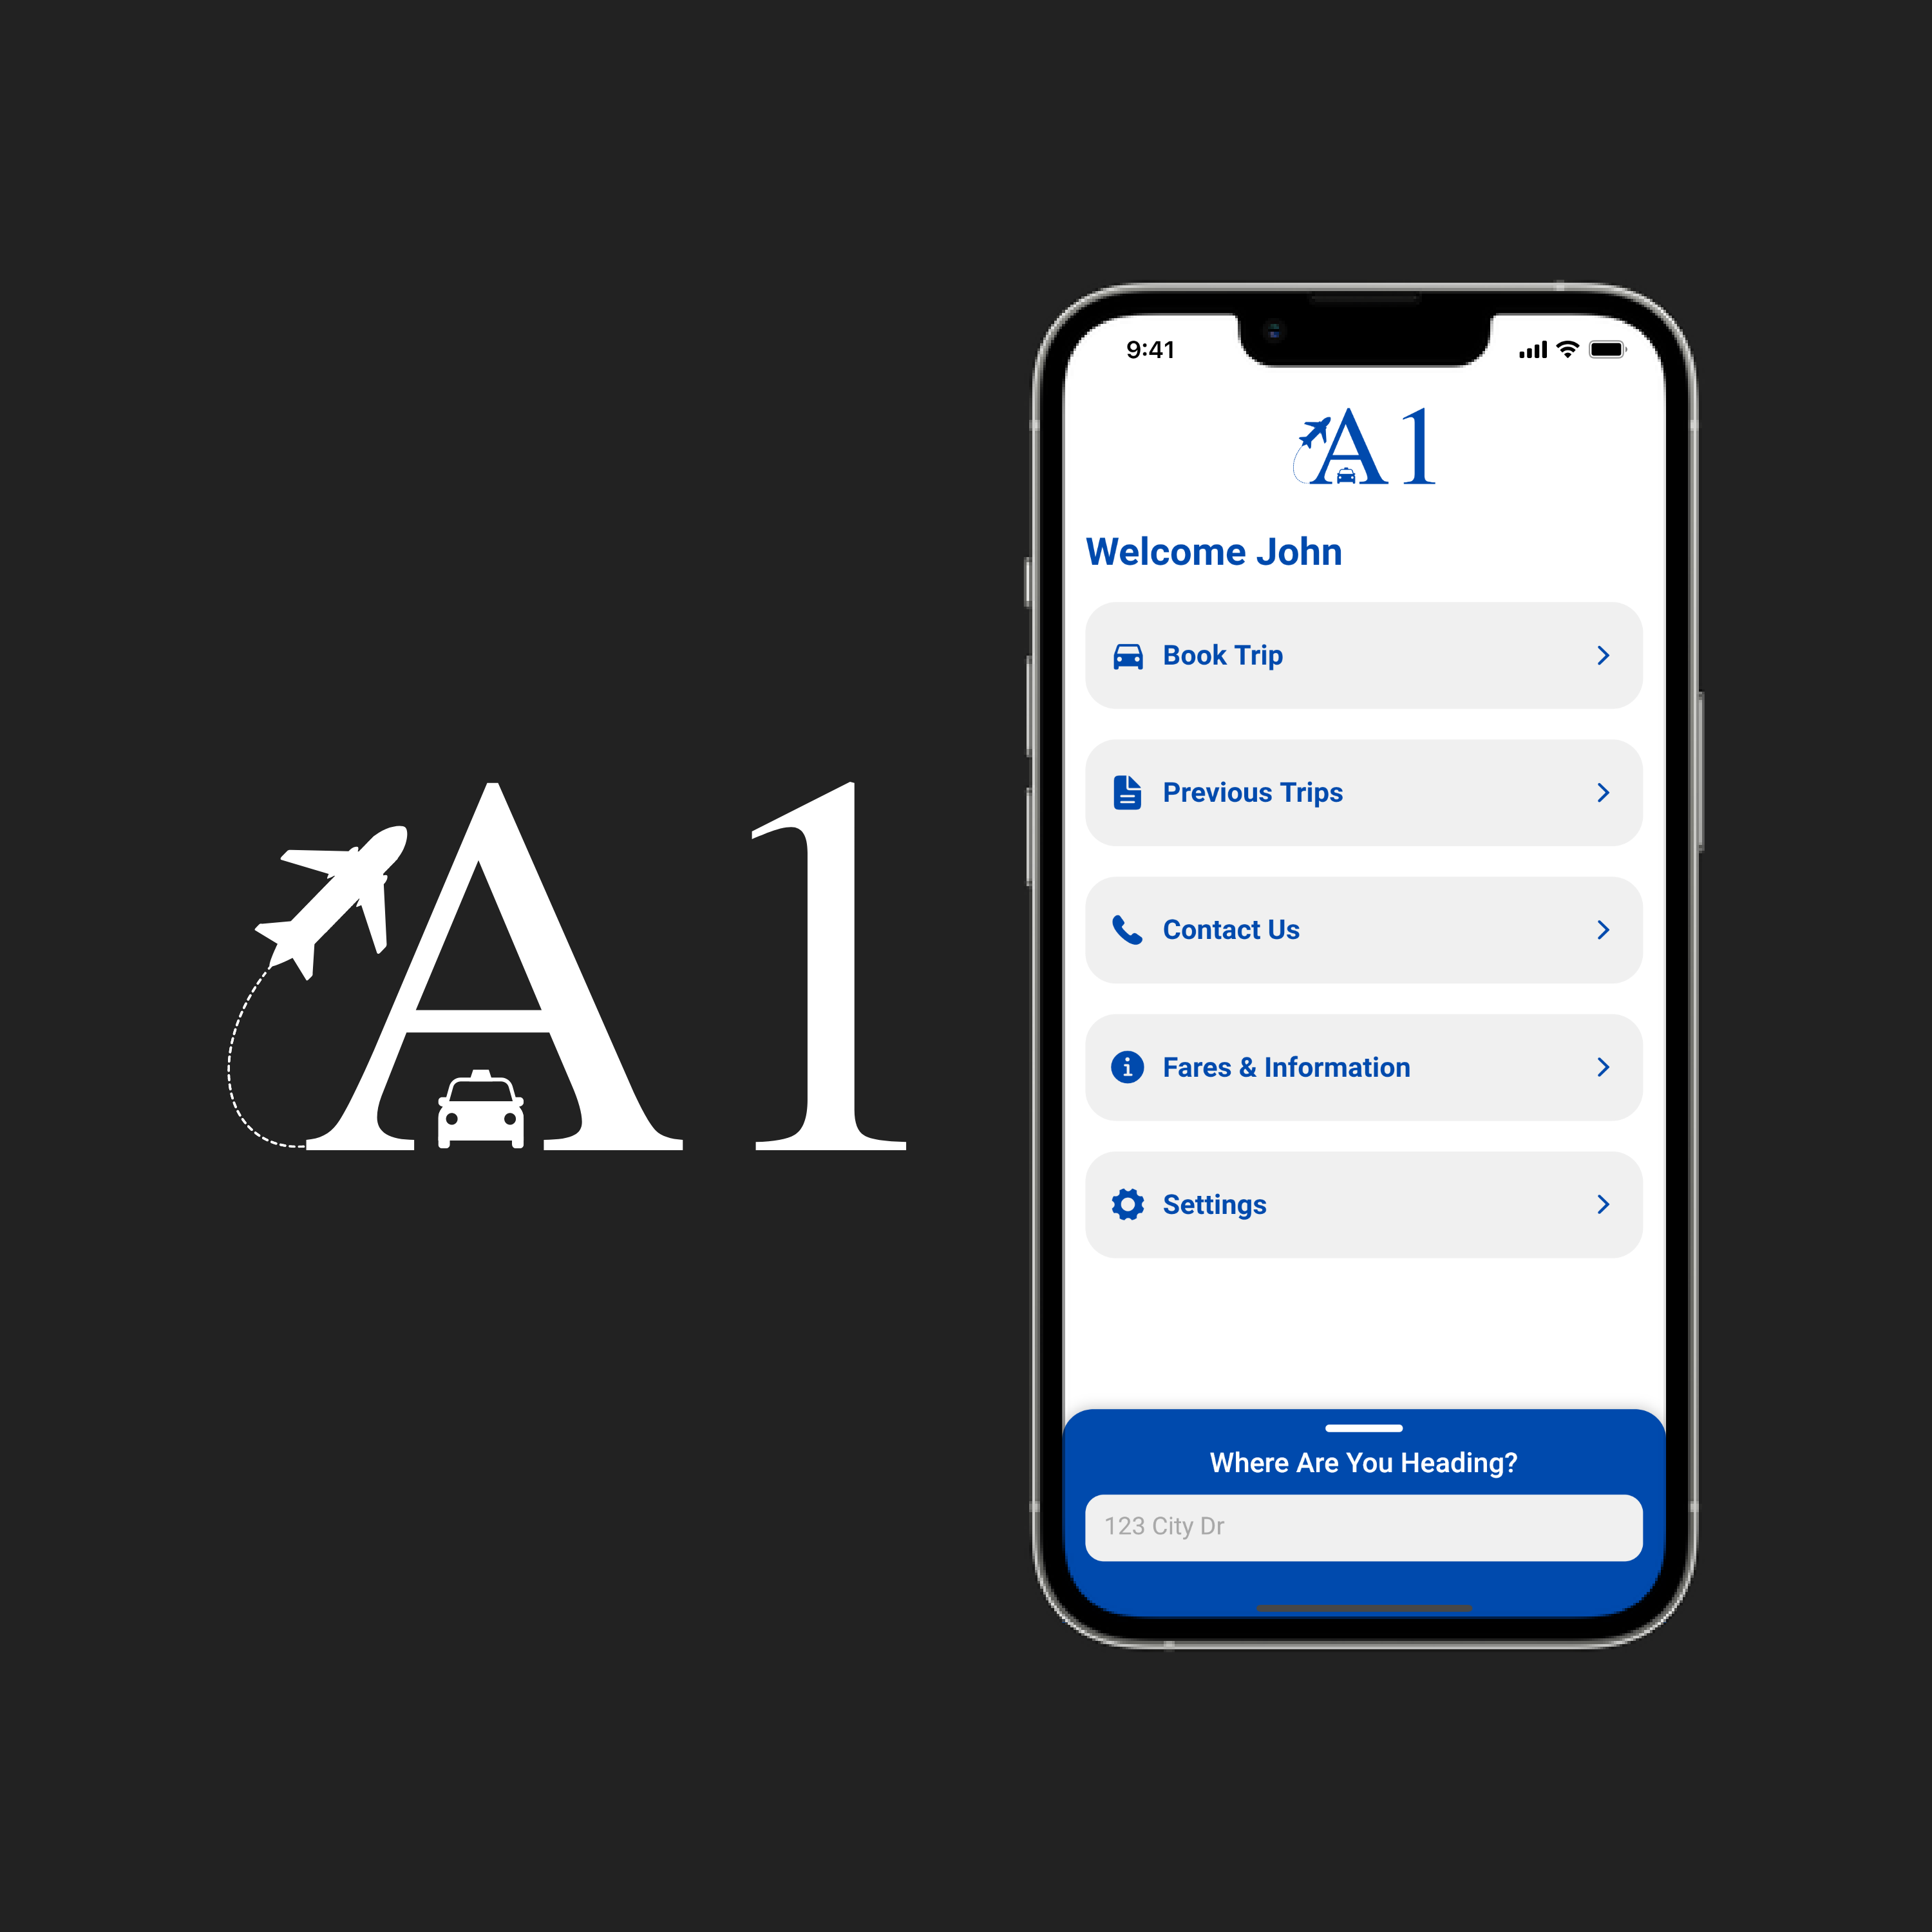 A1
9:41
A1
Welcome John
Book Trip
Previous Trips
Contact Us
Fares & Information
Settings
Where Are You Heading?
123 City Dr